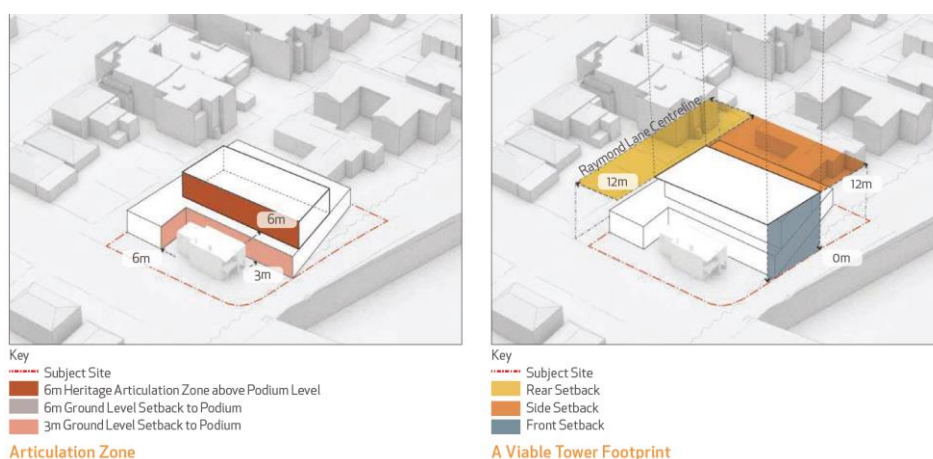 6m
6m
3m
Key
Subject Site
6m Heritage Articulation Zone above Podium Level
6m Ground Level Setback to Podium
3m Ground Level Setback to Podium
Articulation Zone
Raymond Lane Centreline
12m
12m
0m
Key
Subject Site
Rear Setback
Side Setback
Front Setback
A Viable Tower Footprint